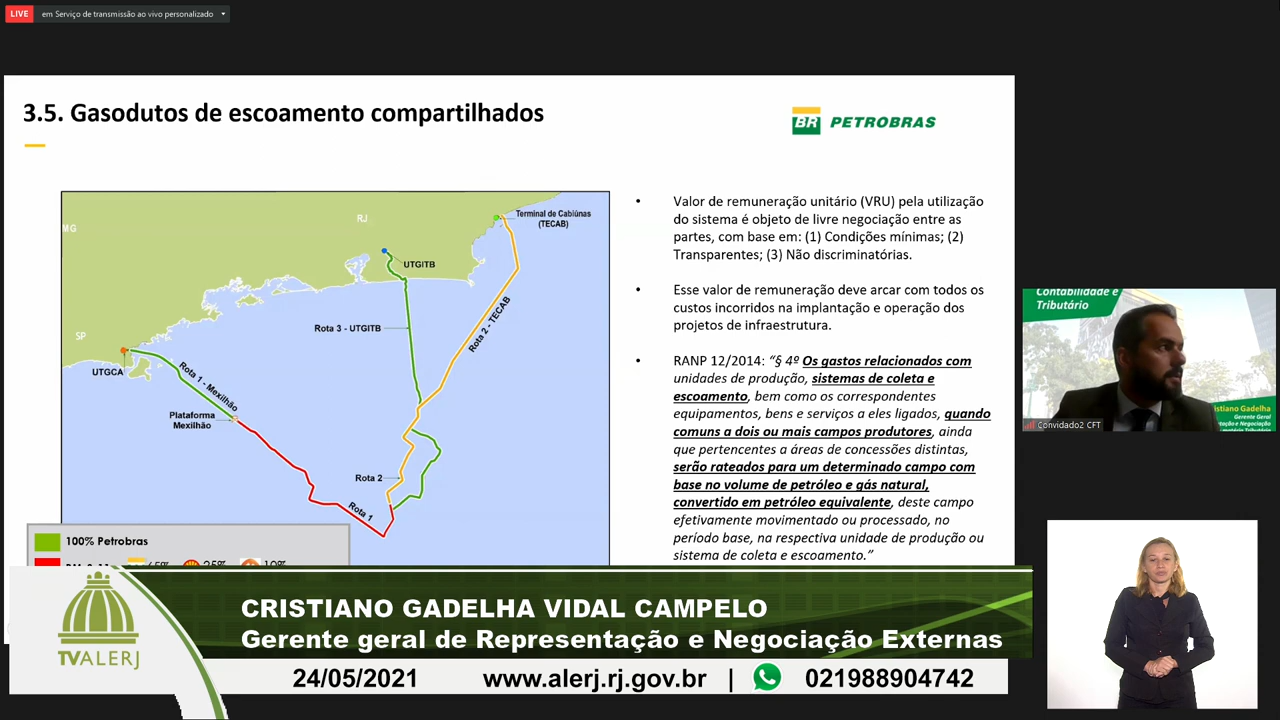 LIVE em Serviço de transmissão ao vivo personalizado
3.5. Gasodutos de escoamento compartilhados
BR PETROBRAS
MG
RJ
SP
Terminal de Cabiúnas
(TECAB)
UTGITB
Rota 3 - UTGITB
Rota 2 - TECAB
UTGCA
Rota 1 - Mexilhão
Plataforma
Mexilhão
Rota 2
Rota 1
100% Petrobras
• Valor de remuneração unitário (VRU) pela utilização
do sistema é objeto de livre negociação entre as
partes, com base em: (1) Condições mínimas; (2)
Transparentes; (3) Não discriminatórias.
• Esse valor de remuneração deve arcar com todos os
custos incorridos na implantação e operação dos
projetos de infraestrutura.
• RANP 12/2014: “§ 4º Os gastos relacionados com
unidades de produção, sistemas de coleta e
escoamento, bem como os correspondentes
equipamentos, bens e serviços a eles ligados, quando
comuns a dois ou mais campos produtores, ainda
que pertencentes a áreas de concessões distintas,
serão rateados para um determinado campo com
base no volume de petróleo e gás natural,
convertido em petróleo equivalente, deste campo
efetivamente movimentado ou processado, no
período base, na respectiva unidade de produção ou
sistema de coleta e escoamento.”
Contabilidade e
Tributário
istiano Gadelha
Gerente Geral
Convidado2 CFT
TVALERJ
CRISTIANO GADELHA VIDAL CAMPELO
Gerente geral de Representação e Negociação Externas
24/05/2021 www.alerj.rj.gov.br | 021988904742